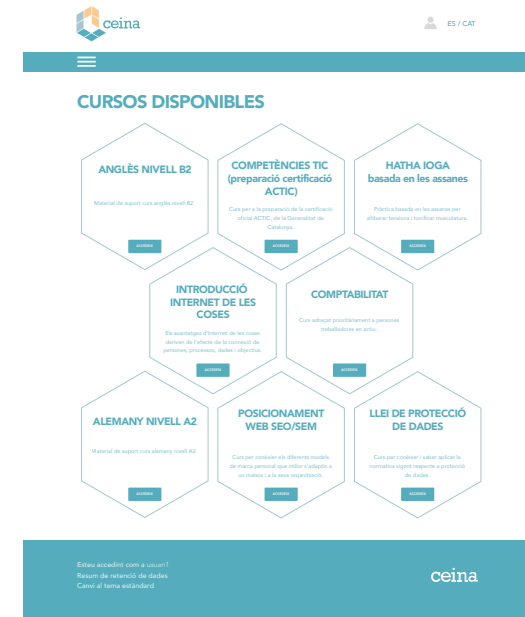 ceina
ES / CAT
CURSOS DISPONIBLES
ANGLÈS NIVELL B2
Material de suport curs anglès nivell B2
ACCEDEIX
COMPETÈNCIES TIC
(preparació certificació
ACTIC)
Curs per a la preparació de la certificació
oficial ACTIC, de la Generalitat de
Catalunya.
ACCEDEIX
HATHA IOGA
basada en les assanes
Pràctica basada en les assanes per
alliberar tensions i tonificar musculatura.
ACCEDEIX
INTRODUCCIÓ
INTERNET DE LES
COSES
Els avantatges d'Internet de les coses
deriven de l'efecte de la connexió de
persones, processos, dades i objectius.
ACCEDEIX
COMPTABILITAT
Curs adreçat prioritàriament a persones
treballadores en actiu.
ACCEDEIX
ALEMANY NIVELL A2
Material de suport curs alemany nivell A2
ACCEDEIX
POSICIONAMENT
WEB SEO/SEM
Curs per conèixer els diferents models
de marca personal que millor s'adaptin a
un mateix i a la seva organització.
ACCEDEIX
LLEI DE PROTECCIÓ
DE DADES
Curs per conèixer i saber aplicar la
normativa vigent respecte a protecció
de dades.
ACCEDEIX
Esteu accedint com a usuari1
Resum de retenció de dades
Canvi al tema estàndard
ceina